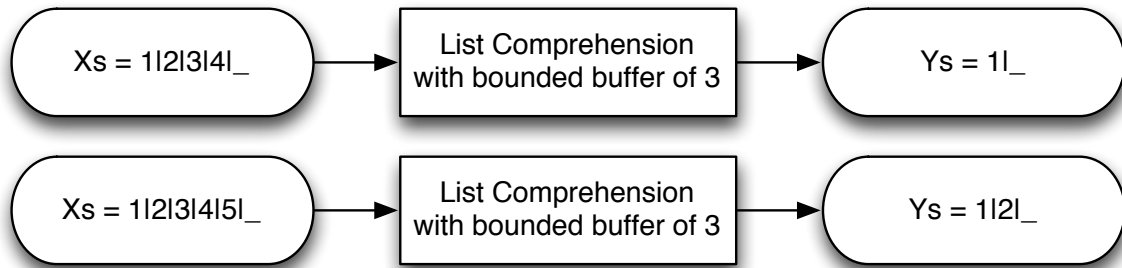 Xs = 1|2|3|4|_
List Comprehension
with bounded buffer of 3
Ys = 1|_
Xs = 1|2|3|4|5|_
List Comprehension
with bounded buffer of 3
Ys = 1|2|_